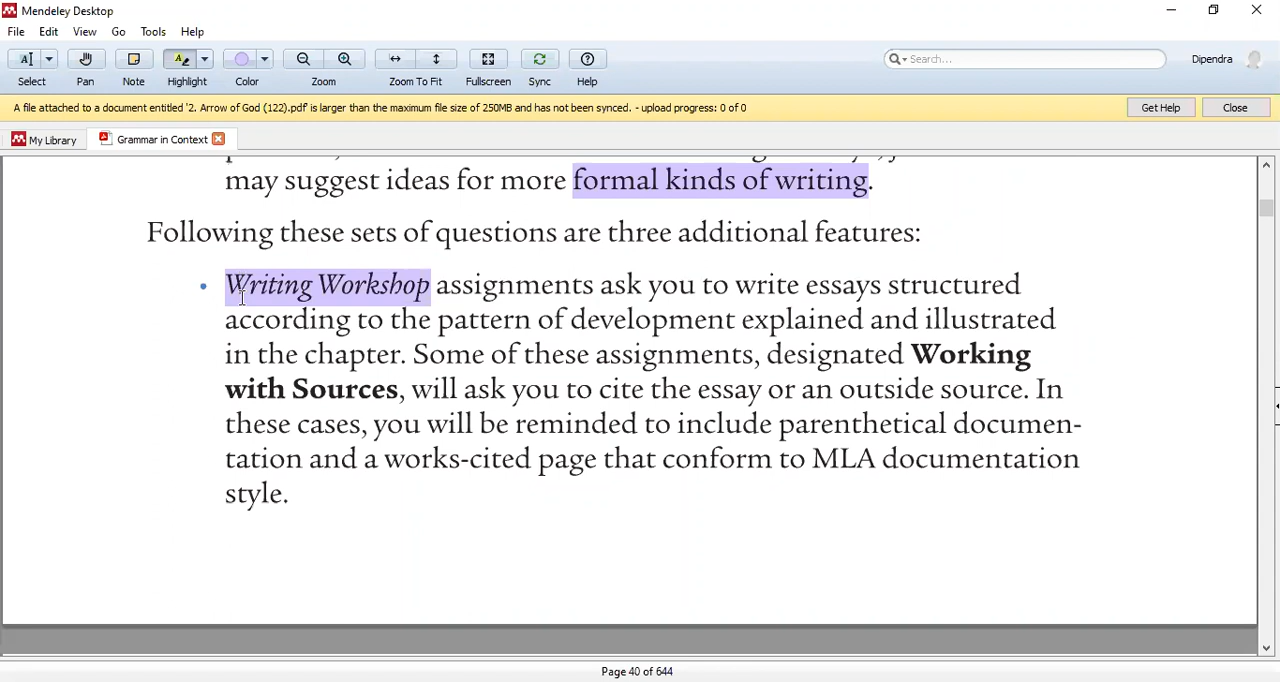 Mendeley Desktop
File Edit View Go Tools Help
Search...
Dipendra
Select Pan Note Highlight Color Zoom Zoom To Fit Fullscreen Sync Help
A file attached to a document entitled '2. Arrow of God (122).pdf' is larger than the maximum file size of 250MB and has not been synced. - upload progress: 0 of 0
Get Help Close
My Library Grammar in Context
may suggest ideas for more formal kinds of writing.
Following these sets of questions are three additional features:
• Writing Workshop assignments ask you to write essays structured
according to the pattern of development explained and illustrated
in the chapter. Some of these assignments, designated Working
with Sources, will ask you to cite the essay or an outside source. In
these cases, you will be reminded to include parenthetical documen-
tation and a works-cited page that conform to MLA documentation
style.
Page 40 of 644